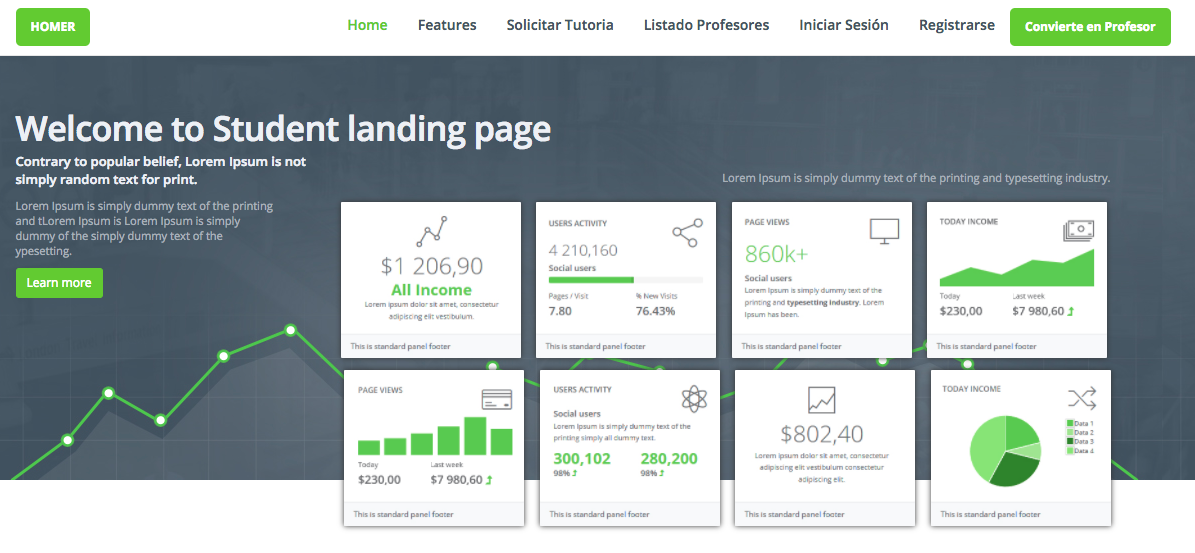 HOMER
Home
Features
Solicitar Tutoria
Listado Profesores
Iniciar Sesión
Registrarse
Convierte en Profesor
Welcome to Student landing page
Contrary to popular belief, Lorem Ipsum is not
simply random text for print.
Lorem Ipsum is simply dummy text of the printing
and tLorem Ipsum is Lorem Ipsum is simply
dummy of the simply dummy text of the
ypesetting.
Learn more
Lorem Ipsum is simply dummy text of the printing and typesetting industry.
$1 206,90
All Income
Lorem ipsum dolor sit amet, consectetur
adipiscing elit vestibulum.
This is standard panel footer
USERS ACTIVITY
4 210,160
Social users
Pages / Visit
% New Visits
7.80
76.43%
This is standard panel footer
PAGE VIEWS
860k+
Social users
Lorem Ipsum is simply dummy text of the
printing and typesetting industry. Lorem
Ipsum has been.
This is standard panel footer
TODAY INCOME
Today
Last week
$230,00
$7 980,60
This is standard panel footer
PAGE VIEWS
Today
Last week
$230,00
$7 980,60
This is standard panel footer
USERS ACTIVITY
Social users
Lorem Ipsum is simply dummy text of the
printing simply all dummy text.
300,102
280,200
98%
98%
This is standard panel footer
$802,40
Lorem ipsum dolor sit amet, consectetur
adipiscing elit vestibulum consectetur
adipiscing elit.
This is standard panel footer
TODAY INCOME
Data 1
Data 2
Data 3
Data 4
This is standard panel footer